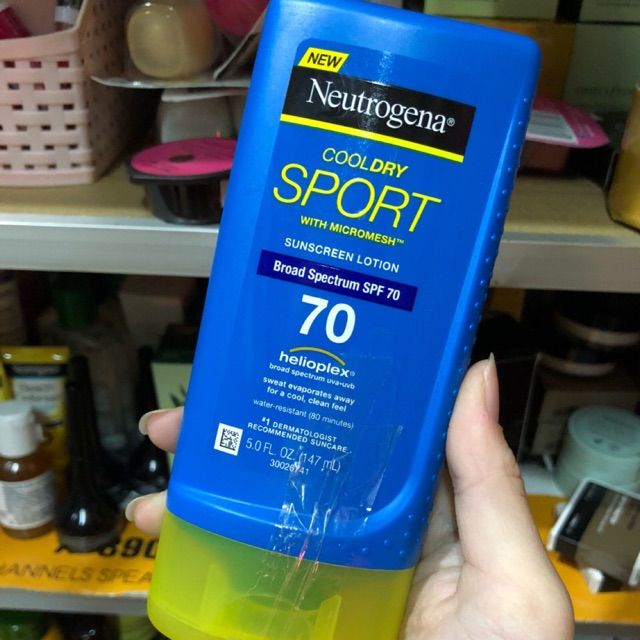 NEW
Neutrogena®
COOLDRY
SPORT
WITH MICROMESH™
SUNSCREEN LOTION
Broad Spectrum SPF 70
70
helioplex®
broad spectrum uva•uvb
sweat evaporates away
for a cool, clean feel
water-resistant (80 minutes)
#1 DERMATOLOGIST
RECOMMENDED SUNCARE
5.0 FL. OZ. (147 mL)
890